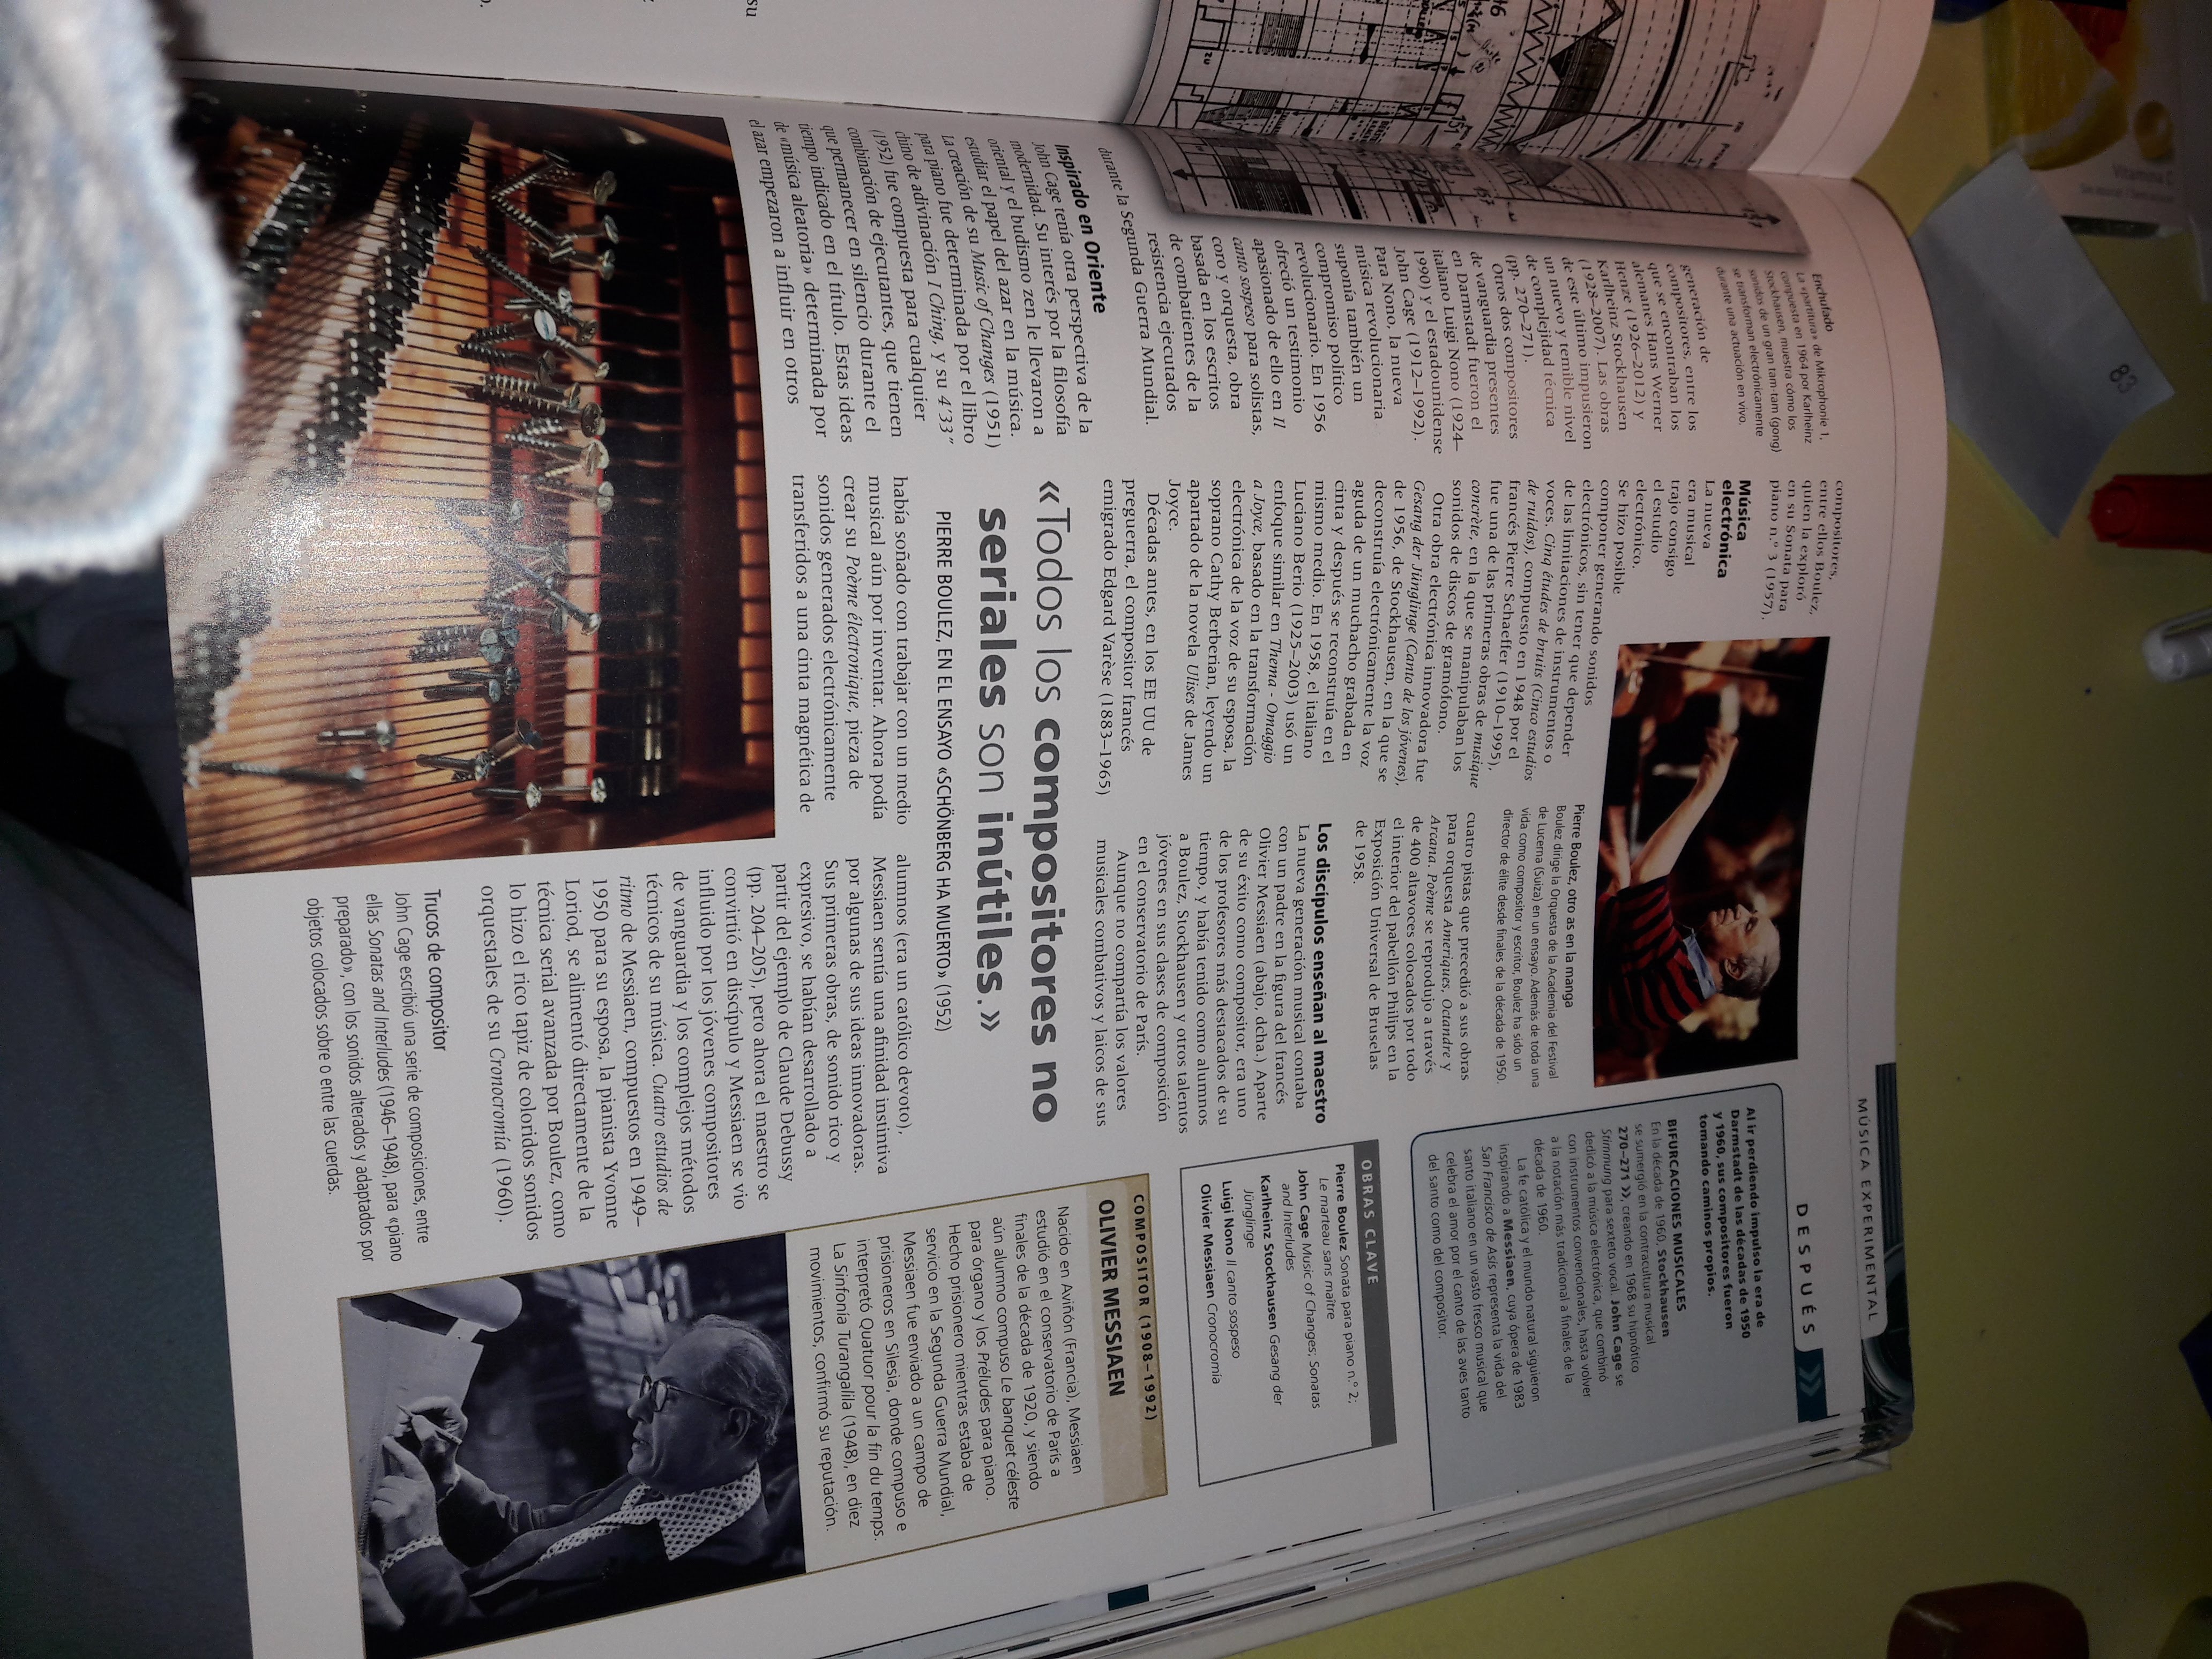 83
MÚSICA EXPERIMENTAL
Enchufado
La «partitura» de Mikrophonie 1,
compuesta en 1964 por Karlheinz
Stockhausen, muestra cómo los
sonidos de un gran tam-tam (gong)
se transforman electrónicamente
durante una actuación en vivo.
generación de
compositores, entre los
que se encontraban los
alemanes Hans Werner
Henze (1926–2012) y
Karlheinz Stockhausen
(1928–2007). Las obras
de este último impusieron
un nuevo y temible nivel
de complejidad técnica
(pp. 270–271).
Otros dos compositores
de vanguardia presentes
en Darmstadt fueron el
italiano Luigi Nono (1924–
1990) y el estadounidense
John Cage (1912–1992).
Para Nono, la nueva
música revolucionaria
suponía también un
compromiso político
revolucionario. En 1956
ofreció un testimonio
apasionado de ello en Il
canto sospeso para solistas,
coro y orquesta, obra
basada en los escritos
de combatientes de la
resistencia ejecutados
durante la Segunda Guerra Mundial.
Inspirado en Oriente
John Cage tenía otra perspectiva de la
modernidad. Su interés por la filosofía
oriental y el budismo zen le llevaron a
estudiar el papel del azar en la música.
La creación de su Music of Changes (1951)
para piano fue determinada por el libro
chino de adivinación I Ching, y su 4’33”
(1952) fue compuesta para cualquier
combinación de ejecutantes, que tienen
que permanecer en silencio durante el
tiempo indicado en el título. Estas ideas
de «música aleatoria» determinada por
el azar empezaron a influir en otros
compositores,
entre ellos Boulez,
quien la exploró
en su Sonata para
piano n.º 3 (1957).
Música
electrónica
La nueva
era musical
trajo consigo
el estudio
electrónico.
Se hizo posible
componer generando sonidos
electrónicos, sin tener que depender
de las limitaciones de instrumentos o
voces. Cinq études de bruits (Cinco estudios
de ruidos), compuesto en 1948 por el
francés Pierre Schaeffer (1910–1995),
fue una de las primeras obras de musique
concrète, en la que se manipulaban los
sonidos de discos de gramófono.
Otra obra electrónica innovadora fue
Gesang der Jünglinge (Canto de los jóvenes),
de 1956, de Stockhausen, en la que se
deconstruía electrónicamente la voz
aguda de un muchacho grabada en
cinta y después se reconstruía en el
mismo medio. En 1958, el italiano
Luciano Berio (1925–2003) usó un
enfoque similar en Thema - Omaggio
a Joyce, basado en la transformación
electrónica de la voz de su esposa, la
soprano Cathy Berberian, leyendo un
apartado de la novela Ulises de James
Joyce.
Décadas antes, en los EE UU de
preguerra, el compositor francés
emigrado Edgard Varèse (1883–1965)
«Todos los compositores no
seriales son inútiles.»
PIERRE BOULEZ, EN EL ENSAYO «SCHÖNBERG HA MUERTO» (1952)
había soñado con trabajar con un medio
musical aún por inventar. Ahora podía
crear su Poème électronique, pieza de
sonidos generados electrónicamente
transferidos a una cinta magnética de
Pierre Boulez, otro as en la manga
Boulez dirige la Orquesta de la Academia del Festival
de Lucerna (Suiza) en un ensayo. Además de toda una
vida como compositor y escritor, Boulez ha sido un
director de élite desde finales de la década de 1950.
cuatro pistas que precedió a sus obras
para orquesta Ameriques, Octandre y
Arcana. Poème se reprodujo a través
de 400 altavoces colocados por todo
el interior del pabellón Philips en la
Exposición Universal de Bruselas
de 1958.
Los discípulos enseñan al maestro
La nueva generación musical contaba
con un padre en la figura del francés
Olivier Messiaen (abajo, dcha.) Aparte
de su éxito como compositor, era uno
de los profesores más destacados de su
tiempo, y había tenido como alumnos
a Boulez, Stockhausen y otros talentos
jóvenes en sus clases de composición
en el conservatorio de París.
Aunque no compartía los valores
musicales combativos y laicos de sus
alumnos (era un católico devoto),
Messiaen sentía una afinidad instintiva
por algunas de sus ideas innovadoras.
Sus primeras obras, de sonido rico y
expresivo, se habían desarrollado a
partir del ejemplo de Claude Debussy
(pp. 204–205), pero ahora el maestro se
convirtió en discípulo y Messiaen se vio
influido por los jóvenes compositores
de vanguardia y los complejos métodos
técnicos de su música. Cuatro estudios de
ritmo de Messiaen, compuestos en 1949–
1950 para su esposa, la pianista Yvonne
Loriod, se alimentó directamente de la
técnica serial avanzada por Boulez, como
lo hizo el rico tapiz de coloridos sonidos
orquestales de su Cronocromía (1960).
Trucos de compositor
John Cage escribió una serie de composiciones, entre
ellas Sonatas and Interludes (1946–1948), para «piano
preparado», con los sonidos alterados y adaptados por
objetos colocados sobre o entre las cuerdas.
DESPUÉS
Al ir perdiendo impulso la era de
Darmstadt de las décadas de 1950
y 1960, sus compositores fueron
tomando caminos propios.
BIFURCACIONES MUSICALES
En la década de 1960, Stockhausen
se sumergió en la contracultura musical
270–271 », creando en 1968 su hipnótico
Stimmung para sexteto vocal. John Cage se
dedicó a la música electrónica, que combinó
con instrumentos convencionales, hasta volver
a la notación más tradicional a finales de la
década de 1960.
La fe católica y el mundo natural siguieron
inspirando a Messiaen, cuya ópera de 1983
San Francisco de Asís representa la vida del
santo italiano en un vasto fresco musical que
celebra el amor por el canto de las aves tanto
del santo como del compositor.
OBRAS CLAVE
Pierre Boulez Sonata para piano n.º 2;
Le marteau sans maître
John Cage Music of Changes; Sonatas
and Interludes
Karlheinz Stockhausen Gesang der
Jünglinge
Luigi Nono Il canto sospeso
Olivier Messiaen Cronocromía
COMPOSITOR (1908–1992)
OLIVIER MESSIAEN
Nacido en Aviñón (Francia), Messiaen
estudió en el conservatorio de París a
finales de la década de 1920, y siendo
aún alumno compuso Le banquet céleste
para órgano y los Préludes para piano.
Hecho prisionero mientras estaba de
servicio en la Segunda Guerra Mundial,
Messiaen fue enviado a un campo de
prisioneros en Silesia, donde compuso e
interpretó Quatuor pour la fin du temps.
La Sinfonía Turangalila (1948), en diez
movimientos, confirmó su reputación.
su